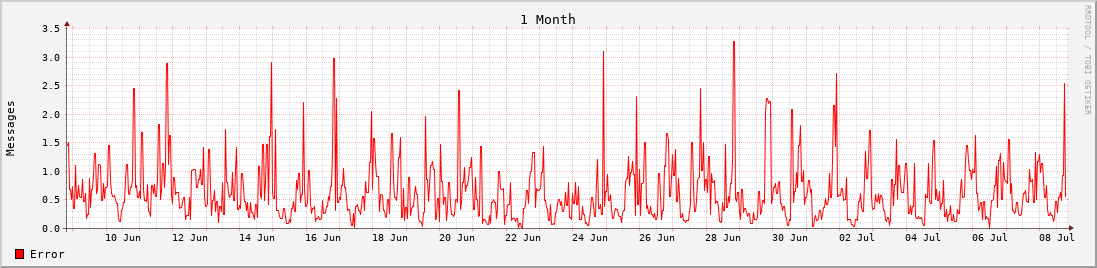 1 Month
RRDTOOL / TOBI OETIKER
Messages
3.5
3.0
2.5
2.0
1.5
1.0
0.5
0.0
10 Jun 12 Jun 14 Jun 16 Jun 18 Jun 20 Jun 22 Jun 24 Jun 26 Jun 28 Jun 30 Jun 02 Jul 04 Jul 06 Jul 08 Jul
Error